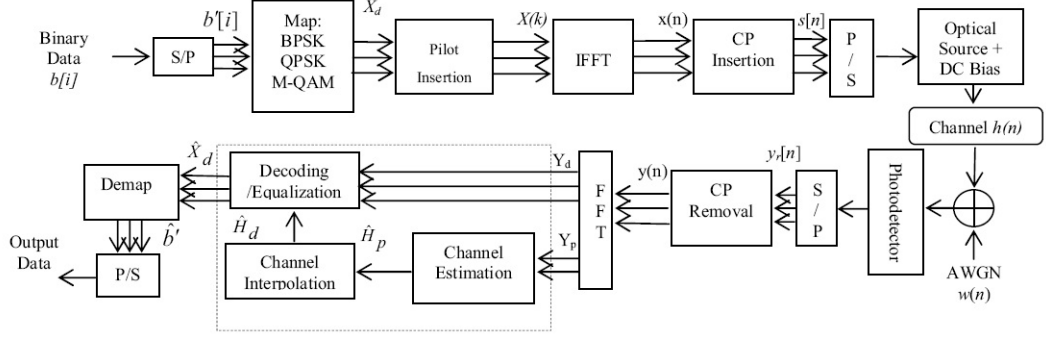 Binary
Data
b[i]
S/P
b'[i]
Map:
BPSK
QPSK
M-QAM
X_d
Pilot
Insertion
X(k)
IFFT
x(n)
CP
Insertion
s[n]
P
/
S
Optical
Source +
DC Bias
Channel h(n)
AWGN
w(n)
Photodetector
S
/
P
y_r[n]
CP
Removal
y(n)
F
F
T
Y_d
Y_p
Channel
Estimation
Ĥ_p
Channel
Interpolation
Ĥ_d
Decoding
/Equalization
X̂_d
Demap
b̂'
P/S
Output
Data